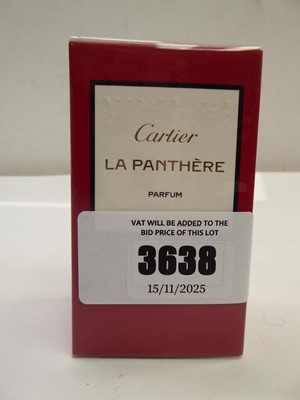 Cartier
LA PANTHÈRE
PARFUM
VAT WILL BE ADDED TO THE
BID PRICE OF THIS LOT
3638
15/11/2025